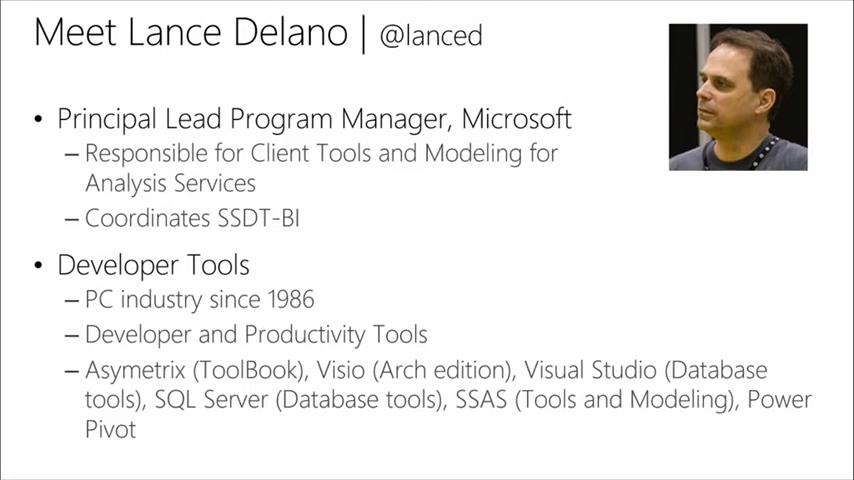 Meet Lance Delano | @lanced
• Principal Lead Program Manager, Microsoft
– Responsible for Client Tools and Modeling for
Analysis Services
– Coordinates SSDT-BI
• Developer Tools
– PC industry since 1986
– Developer and Productivity Tools
– Asymetrix (ToolBook), Visio (Arch edition), Visual Studio (Database
tools), SQL Server (Database tools), SSAS (Tools and Modeling), Power
Pivot